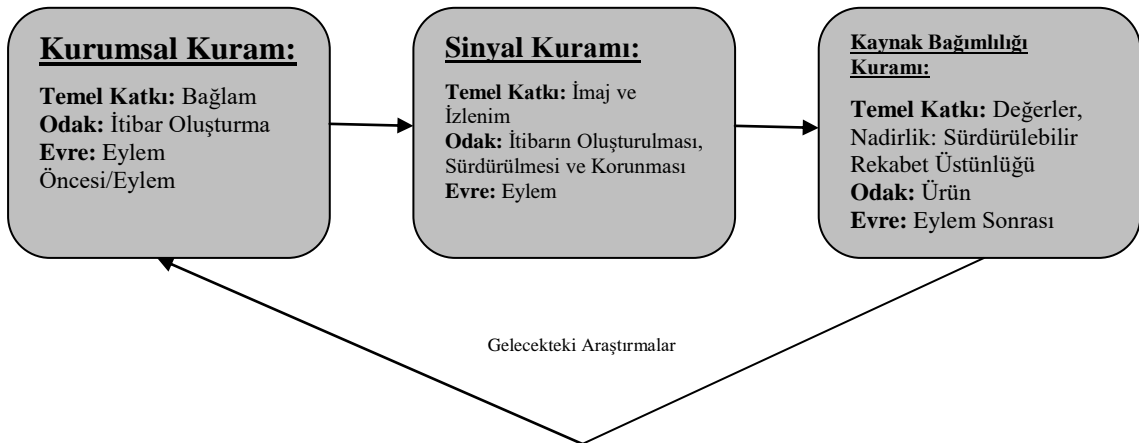 Kurumsal Kuram:
Temel Katkı: Bağlam
Odak: İtibar Oluşturma
Evre: Eylem
Öncesi/Eylem
Sinyal Kuramı:
Temel Katkı: İmaj ve
İzlenim
Odak: İtibarın Oluşturulması,
Sürdürülmesi ve Korunması
Evre: Eylem
Kaynak Bağımlılığı
Kuramı:
Temel Katkı: Değerler,
Nadirlik: Sürdürülebilir
Rekabet Üstünlüğü
Odak: Ürün
Evre: Eylem Sonrası
Gelecekteki Araştırmalar